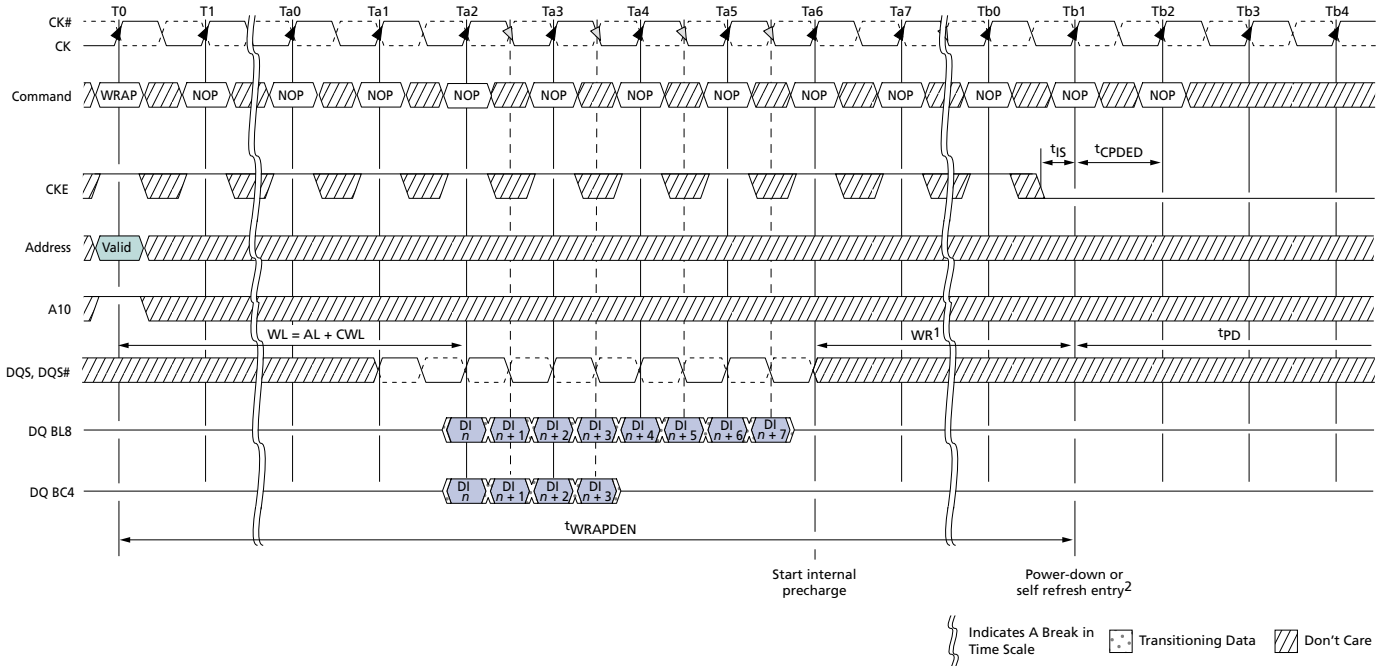 T0 T1 Ta0 Ta1 Ta2 Ta3 Ta4 Ta5 Ta6 Ta7 Tb0 Tb1 Tb2 Tb3 Tb4
CK#
CK
Command WRAP NOP NOP NOP NOP NOP NOP NOP NOP NOP NOP NOP NOP
tIS tCPDED
CKE
Address Valid
A10
WL = AL + CWL WR1 tPD
DQS, DQS#
DQ BL8 DI n DI n + 1 DI n + 2 DI n + 3 DI n + 4 DI n + 5 DI n + 6 DI n + 7
DQ BC4 DI n DI n + 1 DI n + 2 DI n + 3
tWRAPDEN
Start internal
precharge
Power-down or
self refresh entry2
Indicates A Break in
Time Scale
Transitioning Data
Don't Care